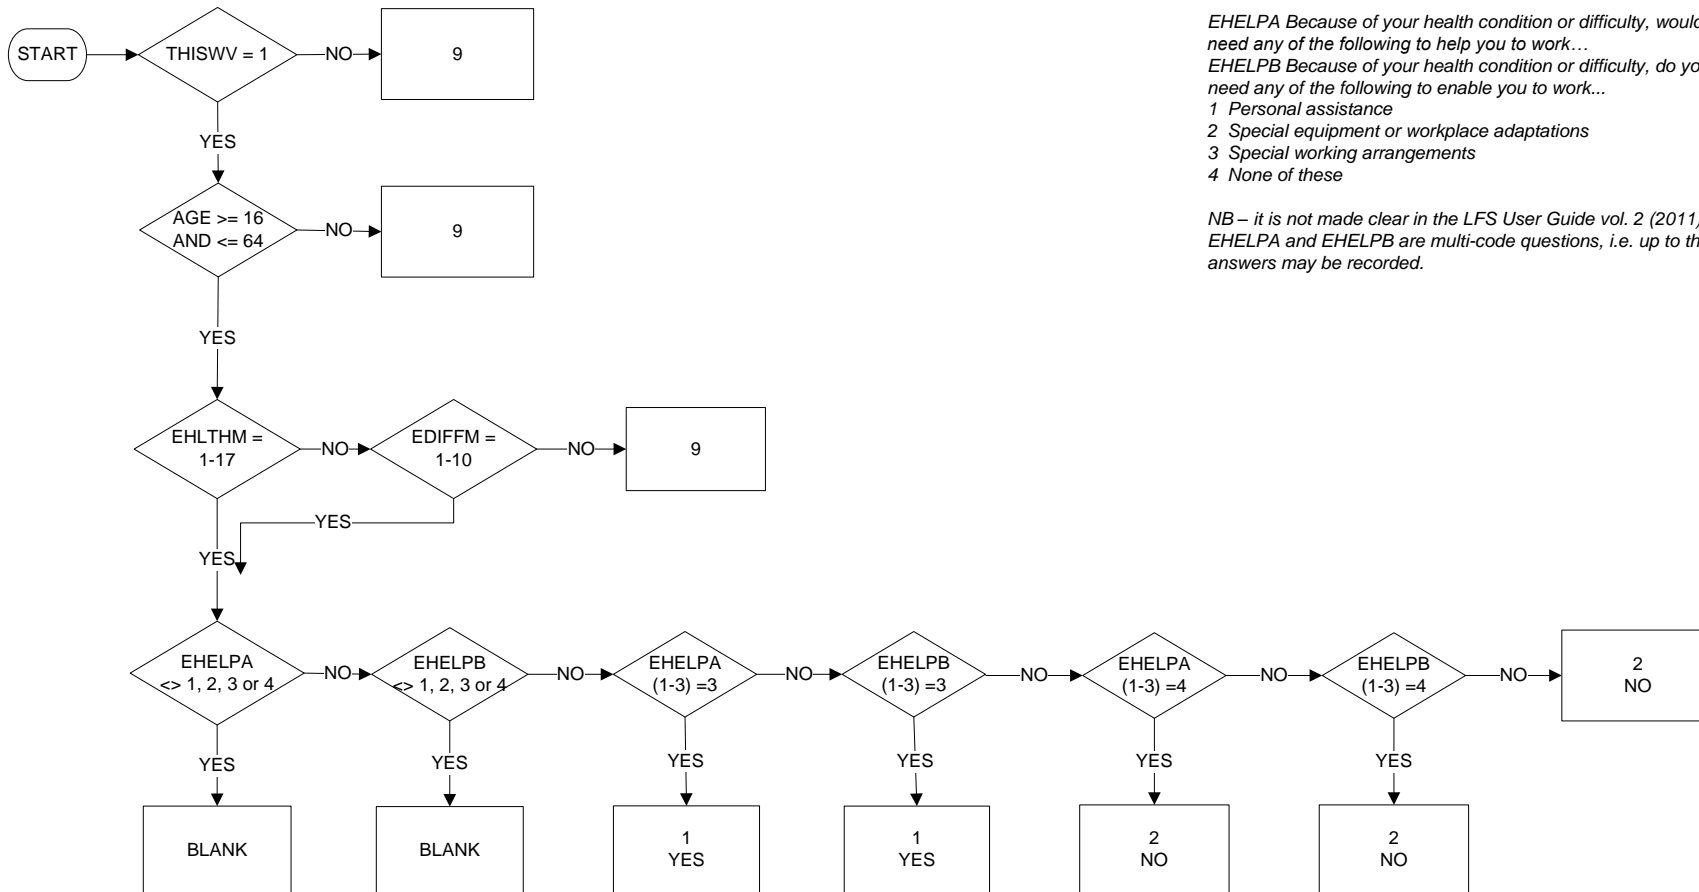 START
THISWV = 1
NO
9
YES
AGE >= 16
AND <= 64
NO
9
YES
EHLTHM =
1-17
NO
EDIFFM =
1-10
NO
9
YES
YES
EHELPA
<> 1, 2, 3 or 4
NO
EHELPB
<> 1, 2, 3 or 4
NO
EHELPA
(1-3) =3
NO
EHELPB
(1-3) =3
NO
EHELPA
(1-3) =4
NO
EHELPB
(1-3) =4
NO
2
NO
YES
YES
YES
YES
YES
YES
BLANK
BLANK
1
YES
1
YES
2
NO
2
NO
EHELPA Because of your health condition or difficulty, would
need any of the following to help you to work…
EHELPB Because of your health condition or difficulty, do
need any of the following to enable you to work...
1 Personal assistance
2 Special equipment or workplace adaptations
3 Special working arrangements
4 None of these
NB – it is not made clear in the LFS User Guide vol. 2 (2011)
EHELPA and EHELPB are multi-code questions, i.e. up to
answers may be recorded.